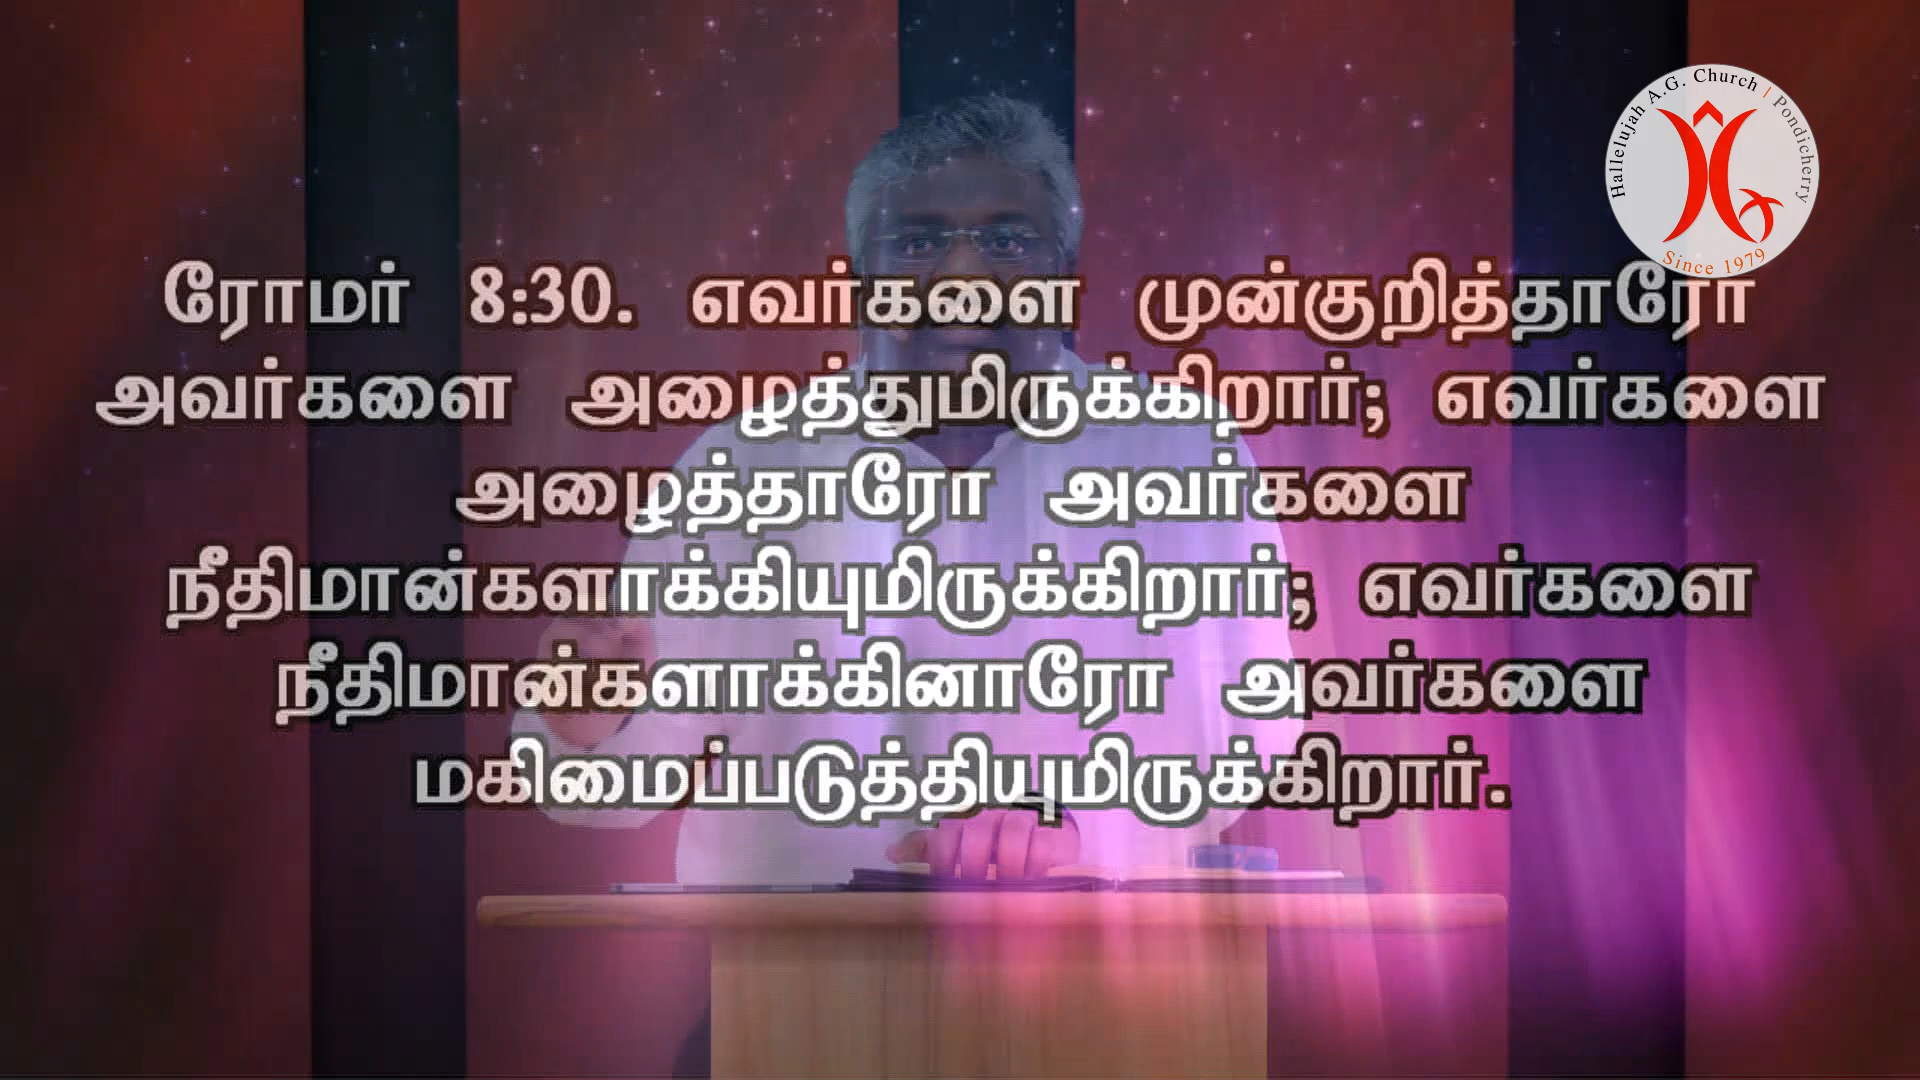 Hallelujah A.G. Church | Pondicherry
Since 1979
ரோமர் 8:30. எவர்களை முன்குறித்தாரோ
அவர்களை அழைத்துமிருக்கிறார்; எவர்களை
அழைத்தாரோ அவர்களை
நீதிமான்களாக்கியுமிருக்கிறார்; எவர்களை
நீதிமான்களாக்கினாரோ அவர்களை
மகிமைப்படுத்தியுமிருக்கிறார்.